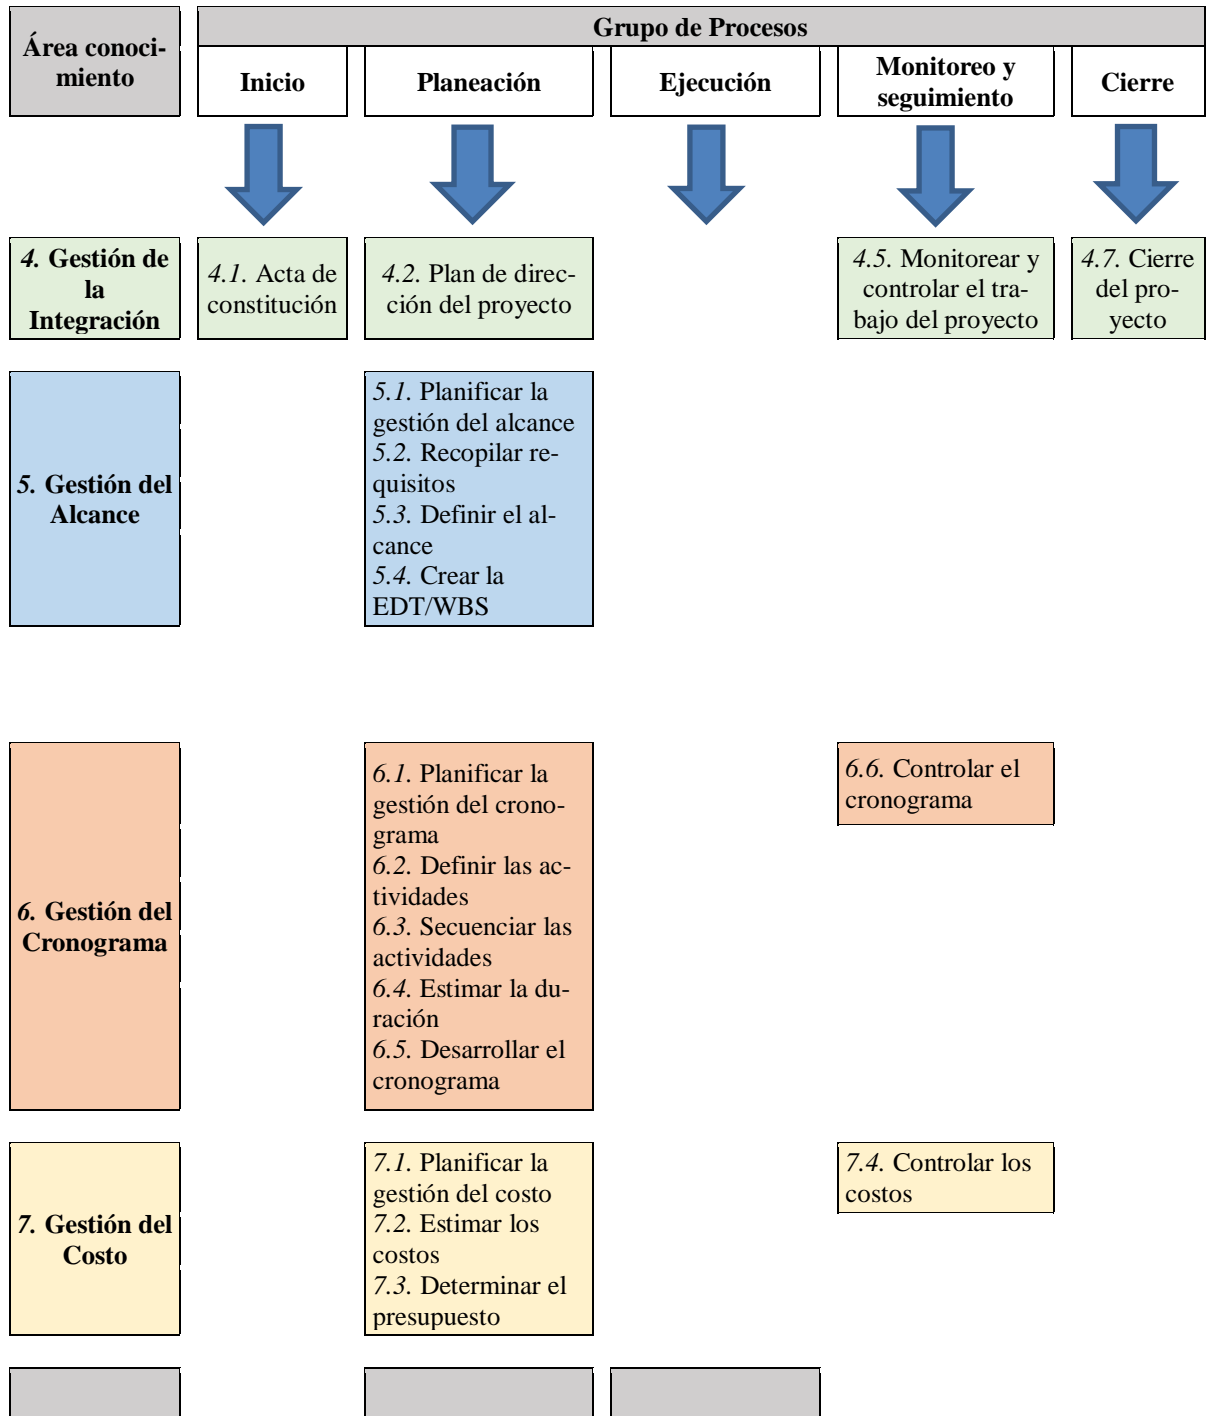 Área conoci-
miento
Grupo de Procesos
Inicio
Planeación
Ejecución
Monitoreo y
seguimiento
Cierre
4. Gestión de
la
Integración
4.1. Acta de
constitución
4.2. Plan de direc-
ción del proyecto
4.5. Monitorear y
controlar el tra-
bajo del proyecto
4.7. Cierre
del pro-
yecto
5. Gestión del
Alcance
5.1. Planificar la
gestión del alcance
5.2. Recopilar re-
quisitos
5.3. Definir el al-
cance
5.4. Crear la
EDT/WBS
6. Gestión del
Cronograma
6.1. Planificar la
gestión del crono-
grama
6.2. Definir las ac-
tividades
6.3. Secuenciar las
actividades
6.4. Estimar la du-
ración
6.5. Desarrollar el
cronograma
6.6. Controlar el
cronograma
7. Gestión del
Costo
7.1. Planificar la
gestión del costo
7.2. Estimar los
costos
7.3. Determinar el
presupuesto
7.4. Controlar los
costos